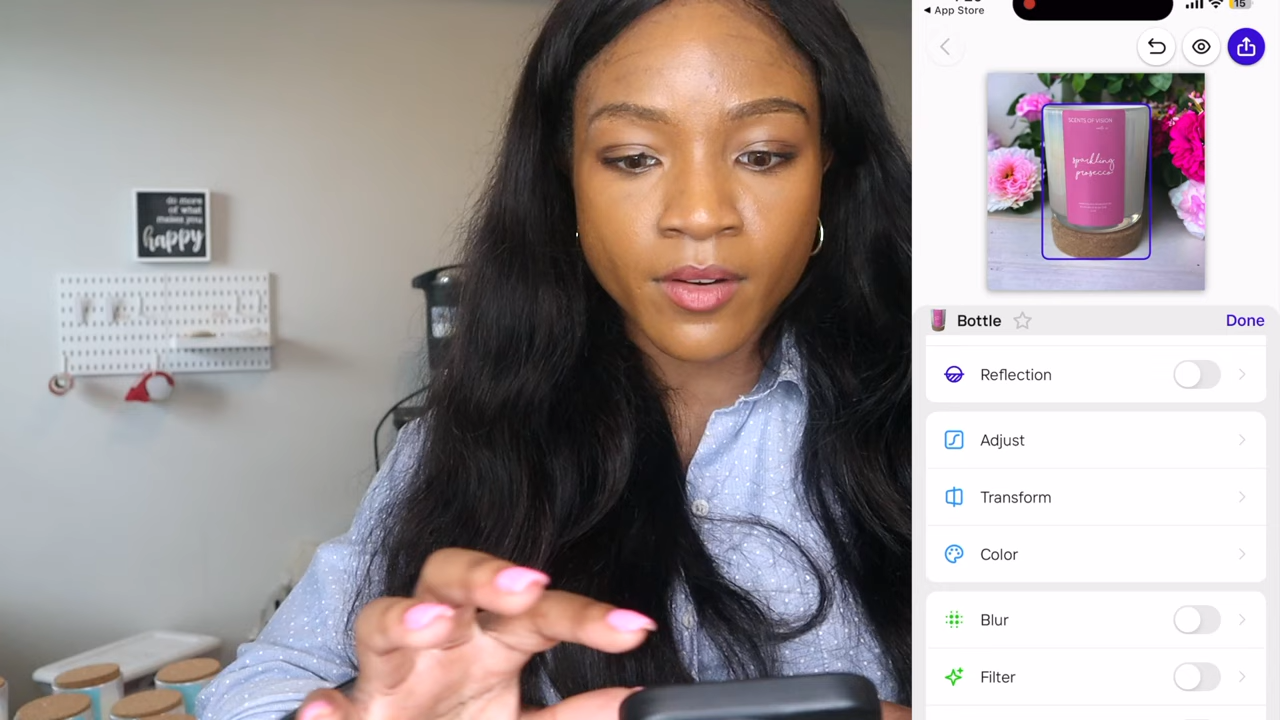 do more
of what
makes you
happy
App Store
15
SCENTS OF VISION
sparkling
prosecco
Bottle
Done
Reflection
Adjust
Transform
Color
Blur
Filter